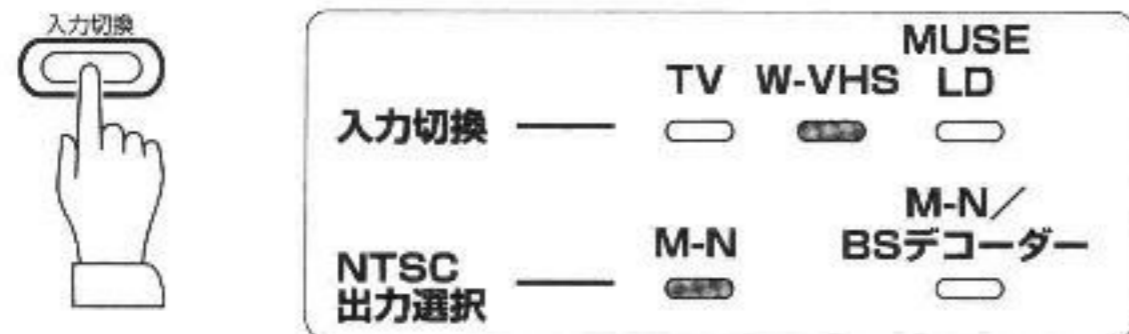 入力切換
MUSE
TV W-VHS LD
入力切換
M-N／
M-N BSデコーダー
NTSC
出力選択